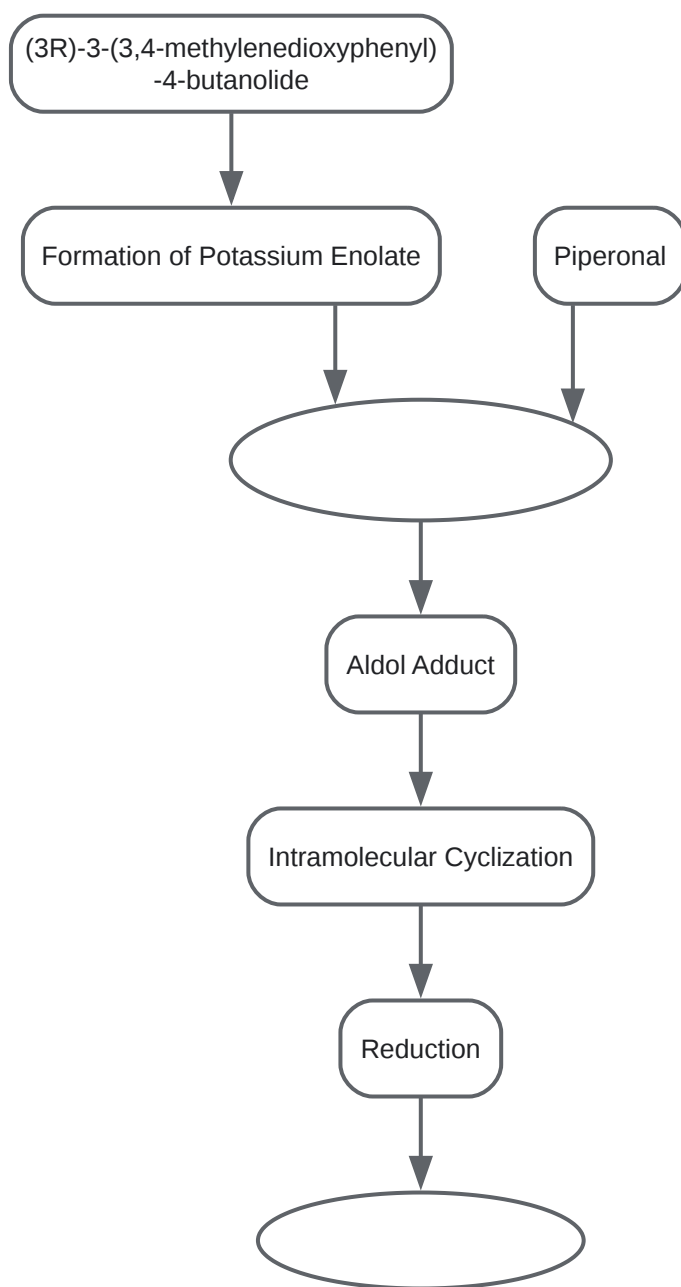 (3R)-3-(3,4-methylenedioxyphenyl)
-4-butanolide
Formation of Potassium Enolate
Piperonal
Aldol Adduct
Intramolecular Cyclization
Reduction